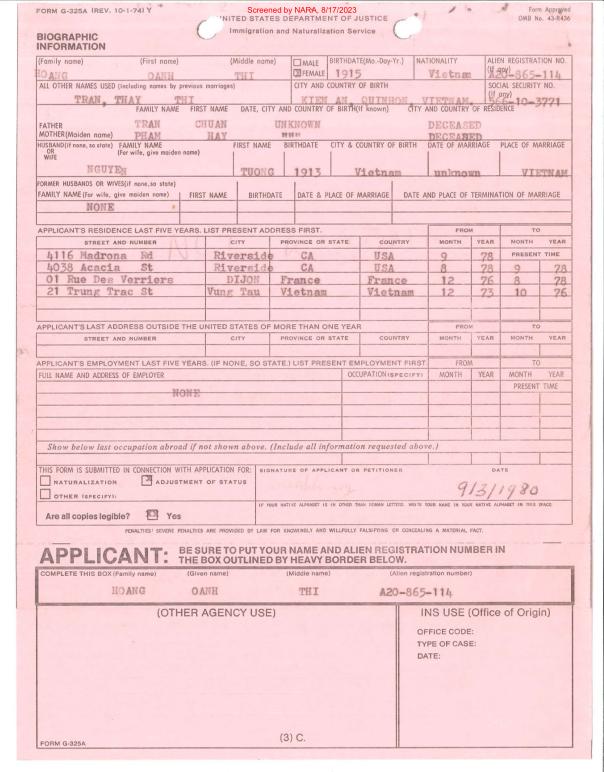 Screened by NARA, 8/17/2023
FORM G-325A (REV. 10-1-74) Y
UNITED STATES DEPARTMENT OF JUSTICE
Form Approved
OMB No. 43-R436
Immigration and Naturalization Service
BIOGRAPHIC
INFORMATION
(Family name) (First name) (Middle name) MALE BIRTHDATE(Mo.-Day-Yr.) NATIONALITY ALIEN REGISTRATION NO.
(If any)
HOANG OANH THI FEMALE 1915 Vietnam A20-865-114
ALL OTHER NAMES USED (Including names by previous marriages) CITY AND COUNTRY OF BIRTH SOCIAL SECURITY NO.
(If any)
TRAN, THAY THI KIEN AN, QUINHON, VIETNAM, 566-10-3771
FAMILY NAME FIRST NAME DATE, CITY AND COUNTRY OF BIRTH(If known) CITY AND COUNTRY OF RESIDENCE
FATHER TRAN CHUAN UNKNOWN DECEASED
MOTHER(Maiden name) PHAM HAY """" DECEASED
HUSBAND(If none, so state) FAMILY NAME FIRST NAME BIRTHDATE CITY & COUNTRY OF BIRTH DATE OF MARRIAGE PLACE OF MARRIAGE
OR (For wife, give maiden name)
WIFE
NGUYEN TUONG 1913 Vietnam unknown VIETNAM
FORMER HUSBANDS OR WIVES(If none, so state)
FAMILY NAME (For wife, give maiden name) FIRST NAME BIRTHDATE DATE & PLACE OF MARRIAGE DATE AND PLACE OF TERMINATION OF MARRIAGE
NONE
APPLICANT'S RESIDENCE LAST FIVE YEARS. LIST PRESENT ADDRESS FIRST. FROM TO
STREET AND NUMBER CITY PROVINCE OR STATE COUNTRY MONTH YEAR MONTH YEAR
4116 Madrona Rd Riverside CA USA 9 78 PRESENT TIME
4038 Acacia St Riverside CA USA 8 78 9 78
01 Rue Des Verriers DIJON France France 12 76 8 78
21 Trung Trac St Vung Tau Vietnam Vietnam 12 73 10 76
APPLICANT'S LAST ADDRESS OUTSIDE THE UNITED STATES OF MORE THAN ONE YEAR FROM TO
STREET AND NUMBER CITY PROVINCE OR STATE COUNTRY MONTH YEAR MONTH YEAR
APPLICANT'S EMPLOYMENT LAST FIVE YEARS. (IF NONE, SO STATE.) LIST PRESENT EMPLOYMENT FIRST FROM TO
FULL NAME AND ADDRESS OF EMPLOYER OCCUPATION (SPECIFY) MONTH YEAR MONTH YEAR
PRESENT TIME
NONE
Show below last occupation abroad if not shown above. (Include all information requested above.)
THIS FORM IS SUBMITTED IN CONNECTION WITH APPLICATION FOR: SIGNATURE OF APPLICANT OR PETITIONER DATE
NATURALIZATION ADJUSTMENT OF STATUS
9/3/1980
OTHER (SPECIFY):
IF YOUR NATIVE ALPHABET IS IN OTHER THAN ROMAN LETTERS, WRITE YOUR NAME IN YOUR NATIVE ALPHABET IN THIS SPACE
Are all copies legible? Yes
PENALTIES: SEVERE PENALTIES ARE PROVIDED BY LAW FOR KNOWINGLY AND WILLFULLY FALSIFYING OR CONCEALING A MATERIAL FACT.
APPLICANT: BE SURE TO PUT YOUR NAME AND ALIEN REGISTRATION NUMBER IN
THE BOX OUTLINED BY HEAVY BORDER BELOW.
COMPLETE THIS BOX (Family name) (Given name) (Middle name) (Alien registration number)
HOANG OANH THI A20-865-114
(OTHER AGENCY USE) INS USE (Office of Origin)
OFFICE CODE:
TYPE OF CASE:
DATE:
(3) C.
FORM G-325A